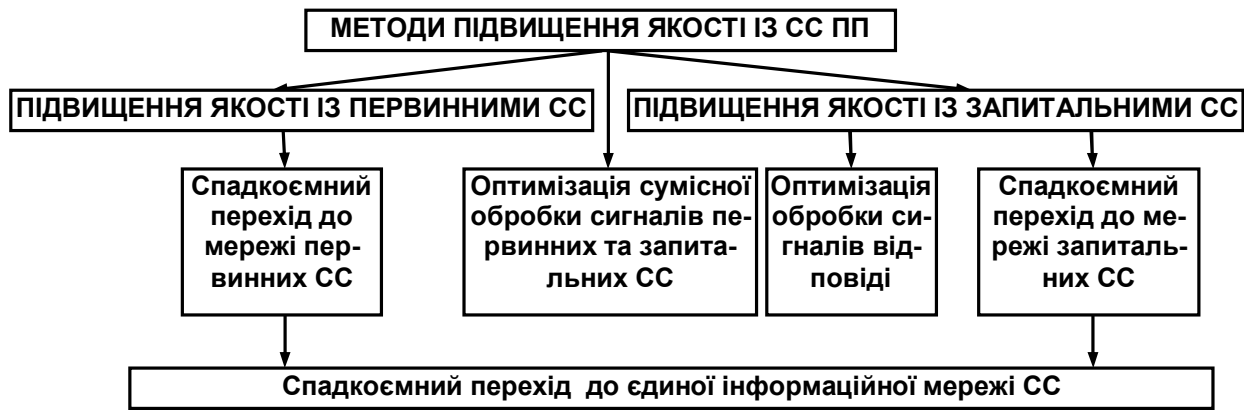 МЕТОДИ ПІДВИЩЕННЯ ЯКОСТІ ІЗ СС ПП
ПІДВИЩЕННЯ ЯКОСТІ ІЗ ПЕРВИННИМИ СС
ПІДВИЩЕННЯ ЯКОСТІ ІЗ ЗАПИТАЛЬНИМИ СС
Спадкоємний
перехід до
мережі пер-
винних СС
Оптимізація сумісної
обробки сигналів пе-
рвинних та запита-
льних СС
Оптимізація
обробки си-
гналів від-
повіді
Спадкоємний
перехід до ме-
режі запиталь-
них СС
Спадкоємний перехід до єдиної інформаційної мережі СС